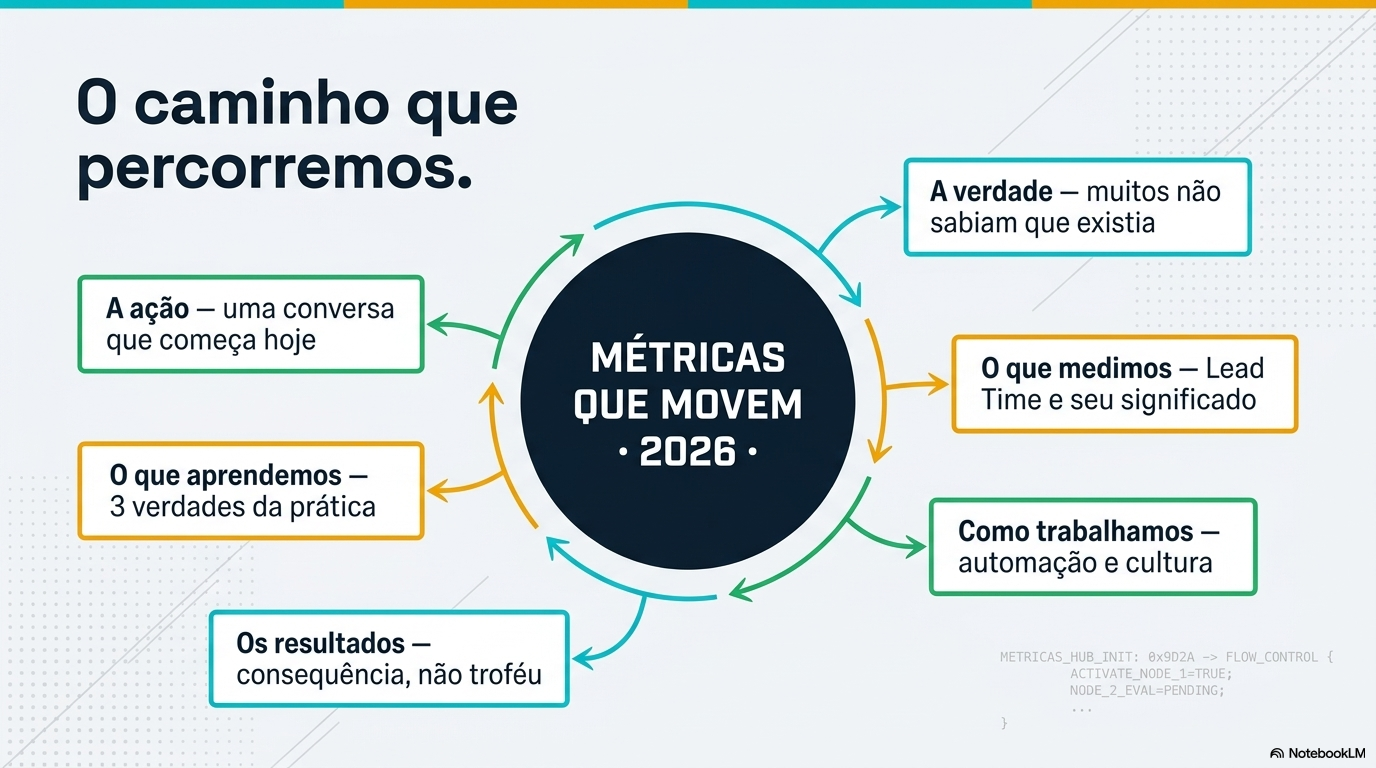 O caminho que
percorremos.
A verdade — muitos não
sabiam que existia
O que medimos — Lead
Time e seu significado
Como trabalhamos —
automação e cultura
Os resultados —
consequência, não troféu
O que aprendemos —
3 verdades da prática
A ação — uma conversa
que começa hoje
MÉTRICAS
QUE MOVEM
• 2026 •
METRICAS_HUB_INIT: 0x9D2A -> FLOW_CONTROL {
ACTIVATE_NODE_1=TRUE;
NODE_2_EVAL=PENDING;
...
}
NotebookLM